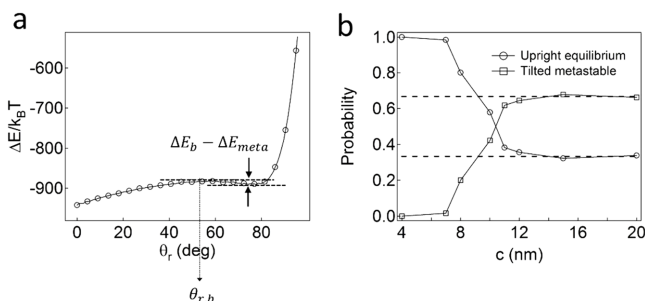 a
ΔE/k_BT
-600
-700
-800
-900
ΔE_b − ΔE_meta
0 20 40 60 80
θ_r (deg)
θ_r,b
b
Probability
1.0
0.8
0.6
0.4
0.2
0.0
Upright equilibrium
Tilted metastable
4 8 12 16 20
c (nm)